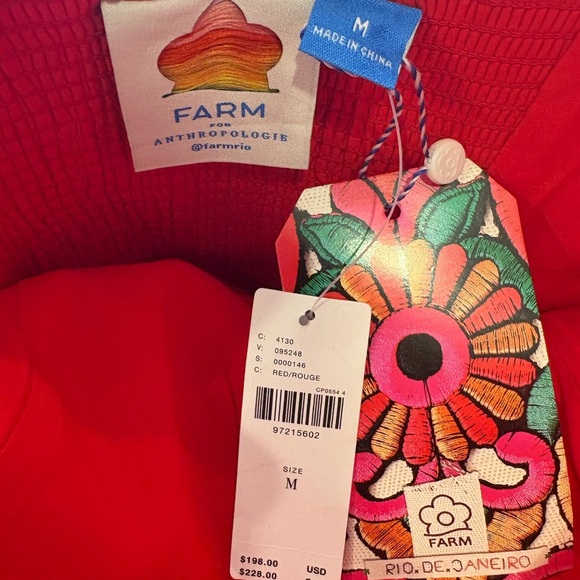 FARM
FOR
ANTHROPOLOGIE
@farmrio
M
MADE IN CHINA
C: 4130
V: 095248
S: 0000146
C: RED/ROUGE
CP0554 4
97215602
SIZE
M
$198.00 USD
$228.00
FARM
RIO.DE.JANEIRO